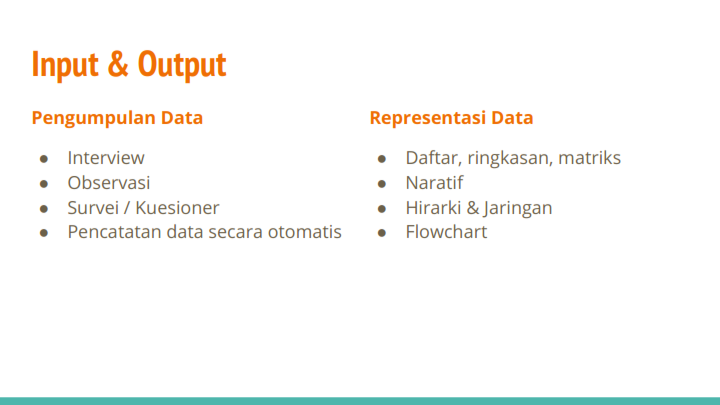 Input & Output
Pengumpulan Data
● Interview
● Observasi
● Survei / Kuesioner
● Pencatatan data secara otomatis
Representasi Data
● Daftar, ringkasan, matriks
● Naratif
● Hirarki & Jaringan
● Flowchart